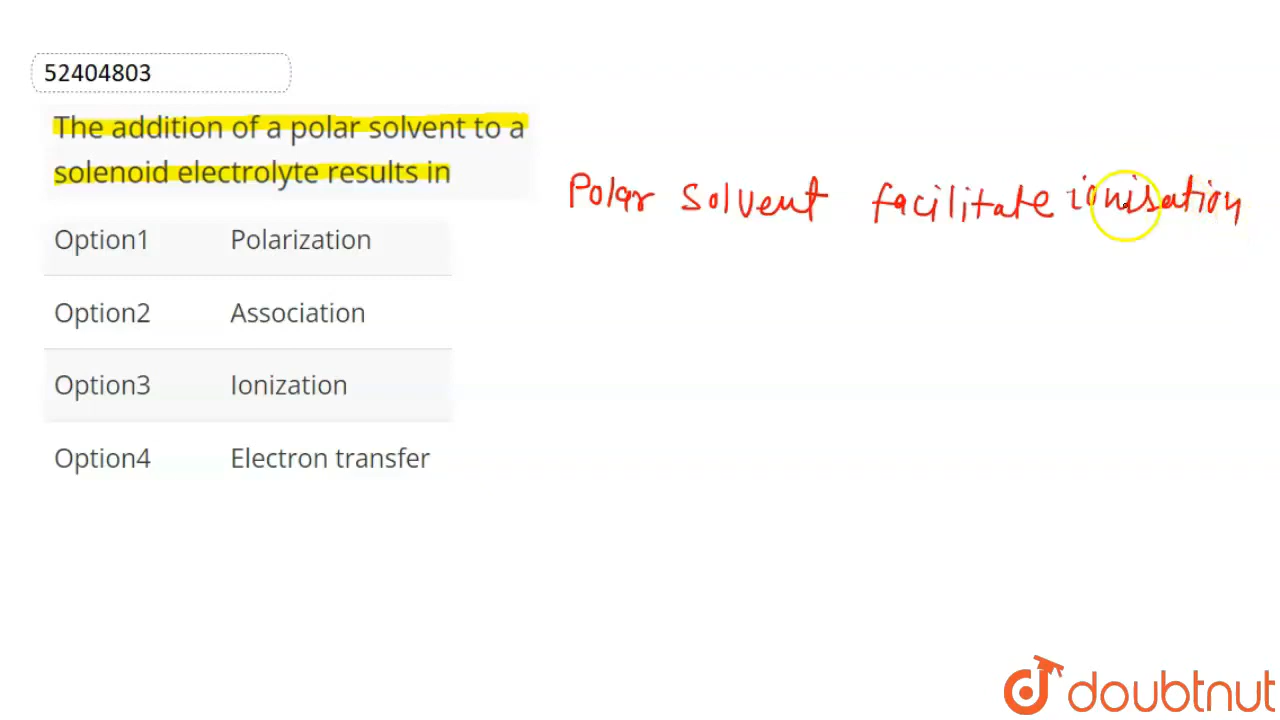 52404803
The addition of a polar solvent to a
solenoid electrolyte results in
Polar solvent facilitate ionisation
Option1 Polarization
Option2 Association
Option3 Ionization
Option4 Electron transfer
doubtnut